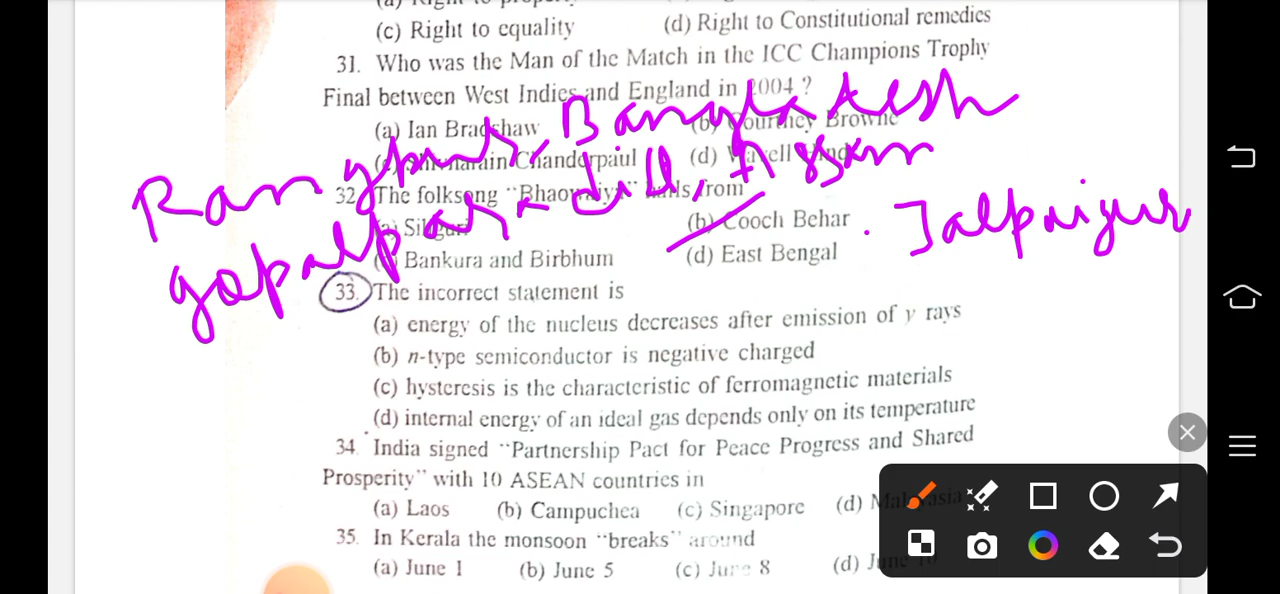 (c) Right to equality (d) Right to Constitutional remedies
31. Who was the Man of the Match in the ICC Champions Trophy
Final between West Indies and England in 2004 ?
(a) Ian Bradshaw (b) Courtney Browne
Chanderpaul (d)
Bangladesh
32. The folksong "Bhaowaiya" hails from
dist, Assam
(a) Siliguri (b) Cooch Behar
Jalpaiguri
Bankura and Birbhum (d) East Bengal
33. The incorrect statement is
(a) energy of the nucleus decreases after emission of γ rays
(b) n-type semiconductor is negative charged
(c) hysteresis is the characteristic of ferromagnetic materials
(d) internal energy of an ideal gas depends only on its temperature
34. India signed "Partnership Pact for Peace Progress and Shared
Prosperity" with 10 ASEAN countries in
(a) Laos (b) Campuchea (c) Singapore (d) Malaysia
35. In Kerala the monsoon "breaks" around
(a) June 1 (b) June 5 (c) June 8 (d) June 10